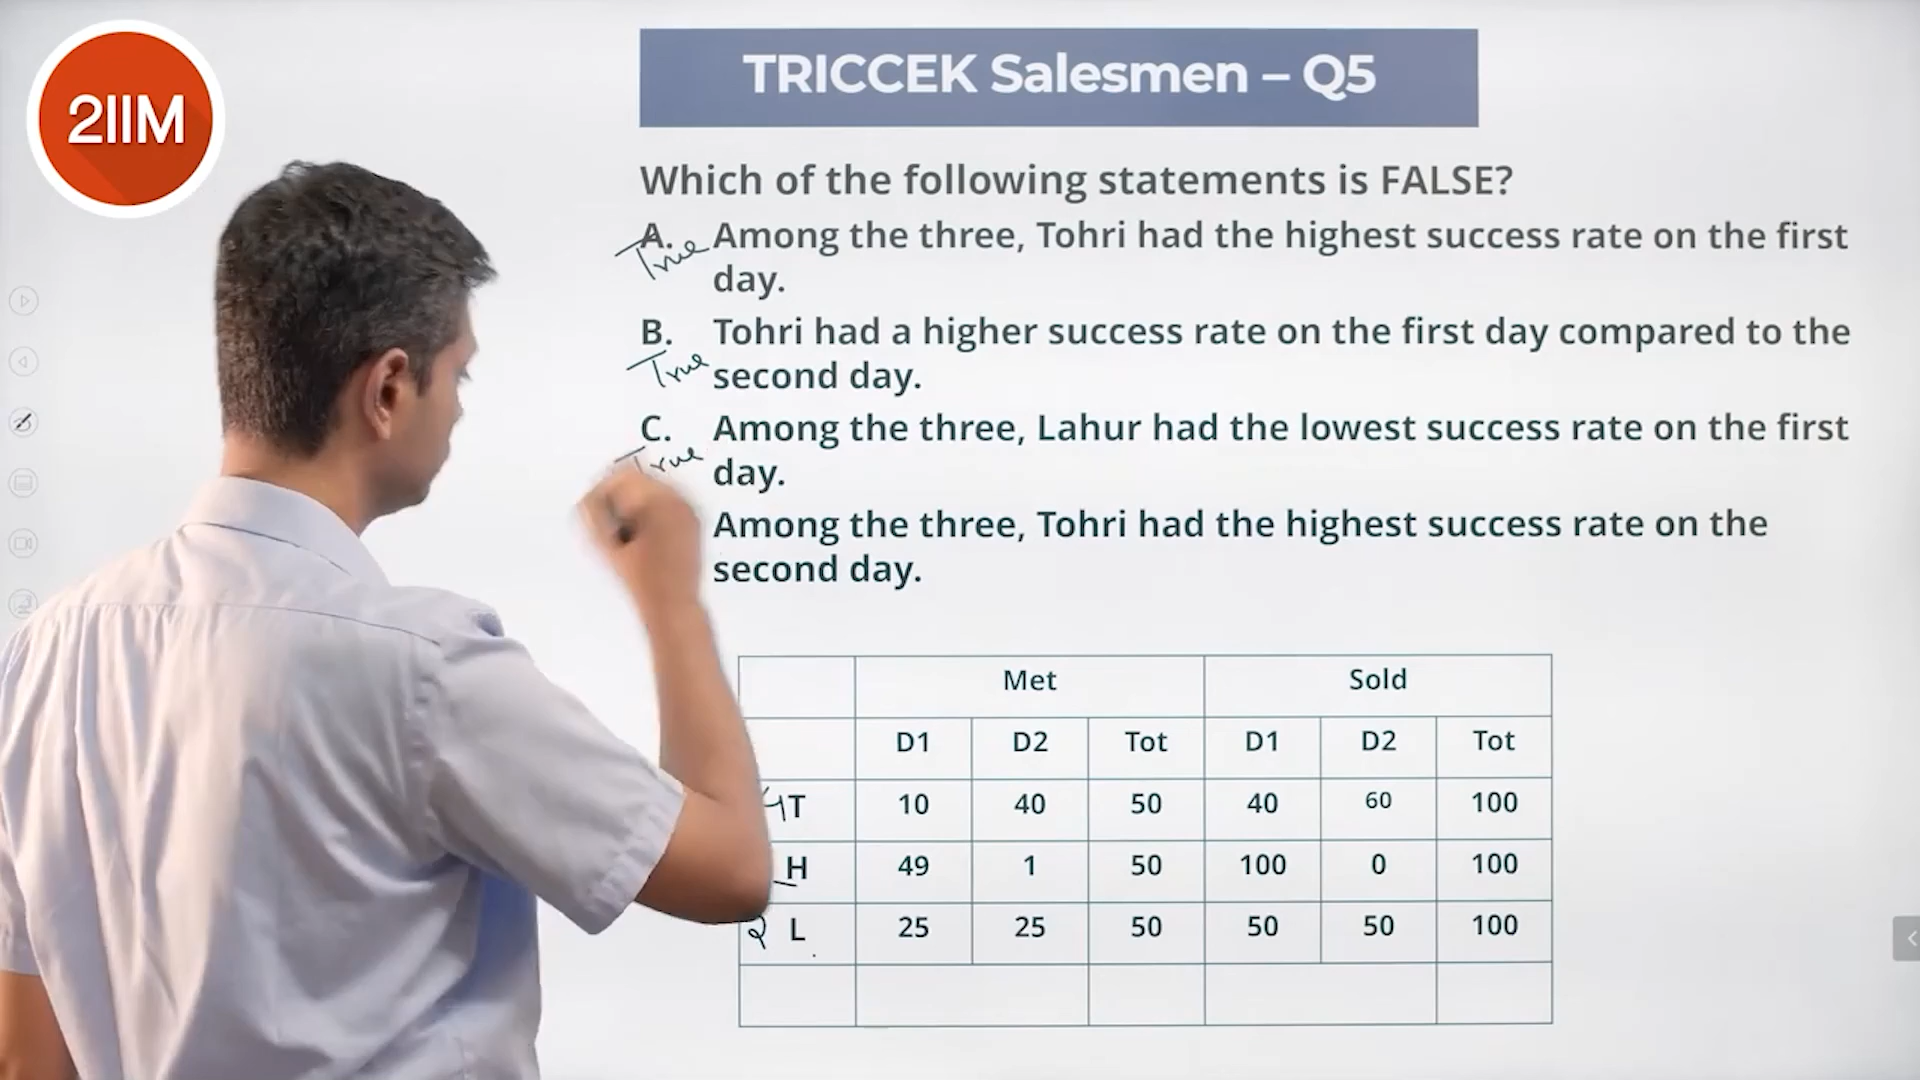 2IIM
TRICCEK Salesmen – Q5
Which of the following statements is FALSE?
A. Among the three, Tohri had the highest success rate on the first
True
day.
B. Tohri had a higher success rate on the first day compared to the
True second day.
C. Among the three, Lahur had the lowest success rate on the first
True
day.
Among the three, Tohri had the highest success rate on the
second day.
Met Sold
D1 D2 Tot D1 D2 Tot
4 T 10 40 50 40 60 100
H 49 1 50 100 0 100
2 L 25 25 50 50 50 100